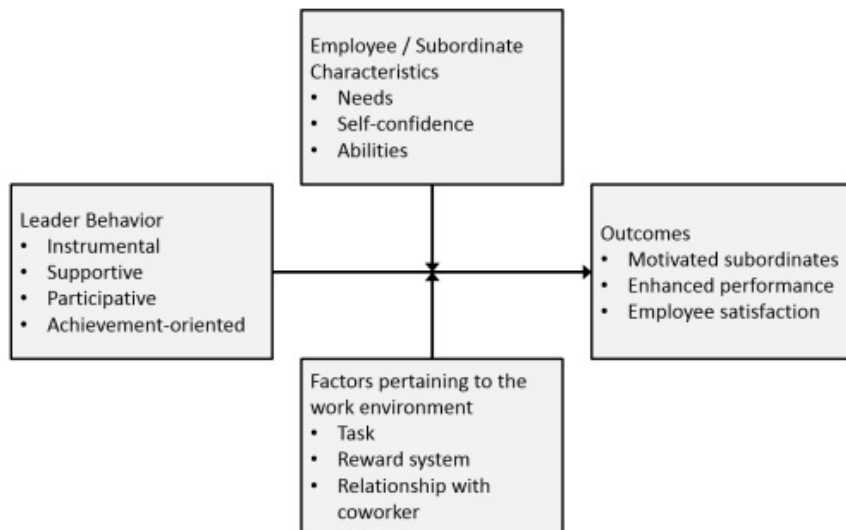 Employee / Subordinate
Characteristics
• Needs
• Self-confidence
• Abilities
Leader Behavior
• Instrumental
• Supportive
• Participative
• Achievement-oriented
Outcomes
• Motivated subordinates
• Enhanced performance
• Employee satisfaction
Factors pertaining to the
work environment
• Task
• Reward system
• Relationship with
coworker